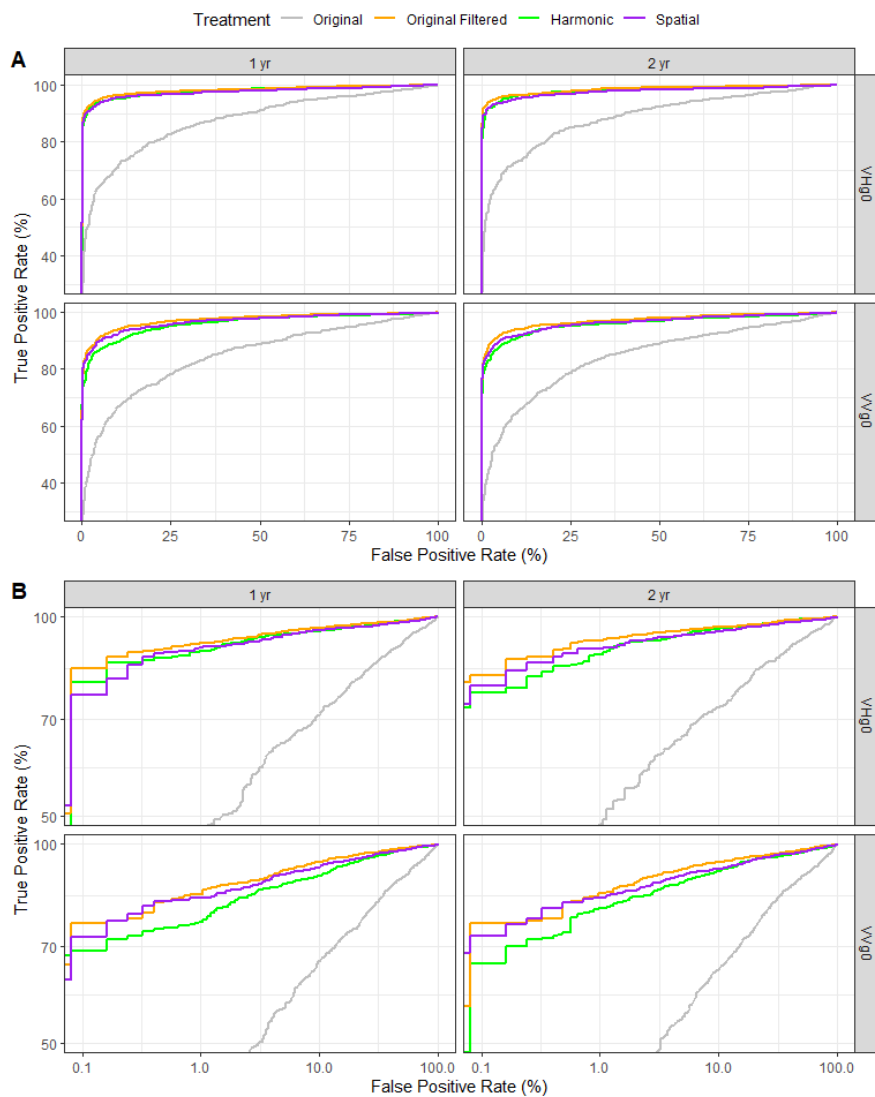 Treatment Original Original Filtered Harmonic Spatial
A
1 yr 2 yr
100
80
60
40
VHg0
100
80
60
40
VVg0
True Positive Rate (%)
0 25 50 75 100 0 25 50 75 100
False Positive Rate (%)
B
1 yr 2 yr
100
70
50
VHg0
100
70
50
VVg0
True Positive Rate (%)
0.1 1.0 10.0 100.0 0.1 1.0 10.0 100.0
False Positive Rate (%)